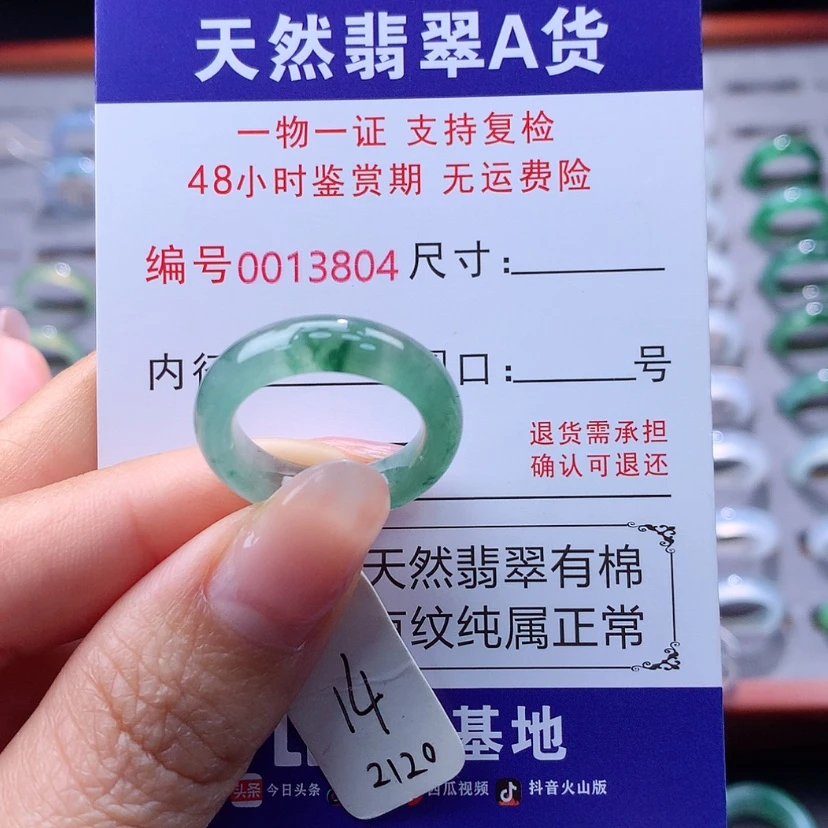 天然翡翠A货
一物一证 支持复检
48小时鉴赏期 无运费险
编号0013804 尺寸:
内径 口: 号
退货需承担
确认可退还
天然翡翠有棉
纹纯属正常
基地
头条 今日头条 西瓜视频 抖音火山版
14
2120